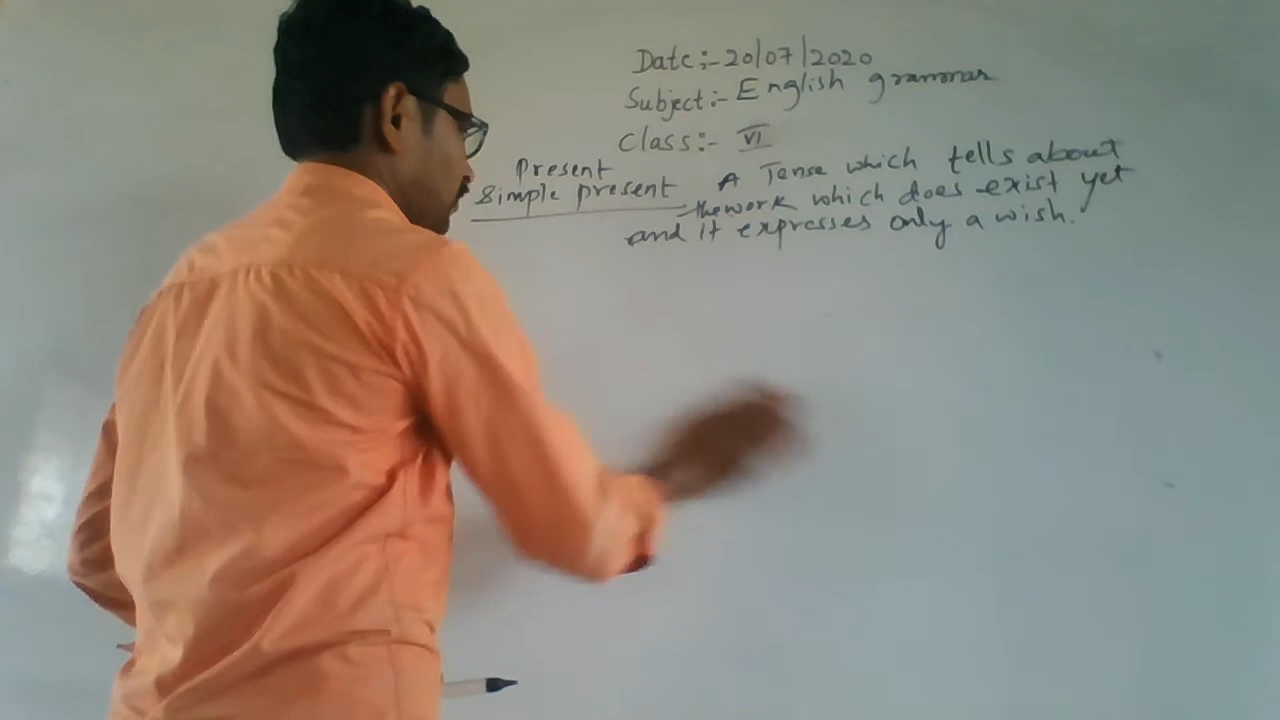 Date:-20/07/2020
Subject:- English grammar
Class:- VI
Present
Simple present A Tense which tells about
the work which does exist yet
and it expresses only a wish.